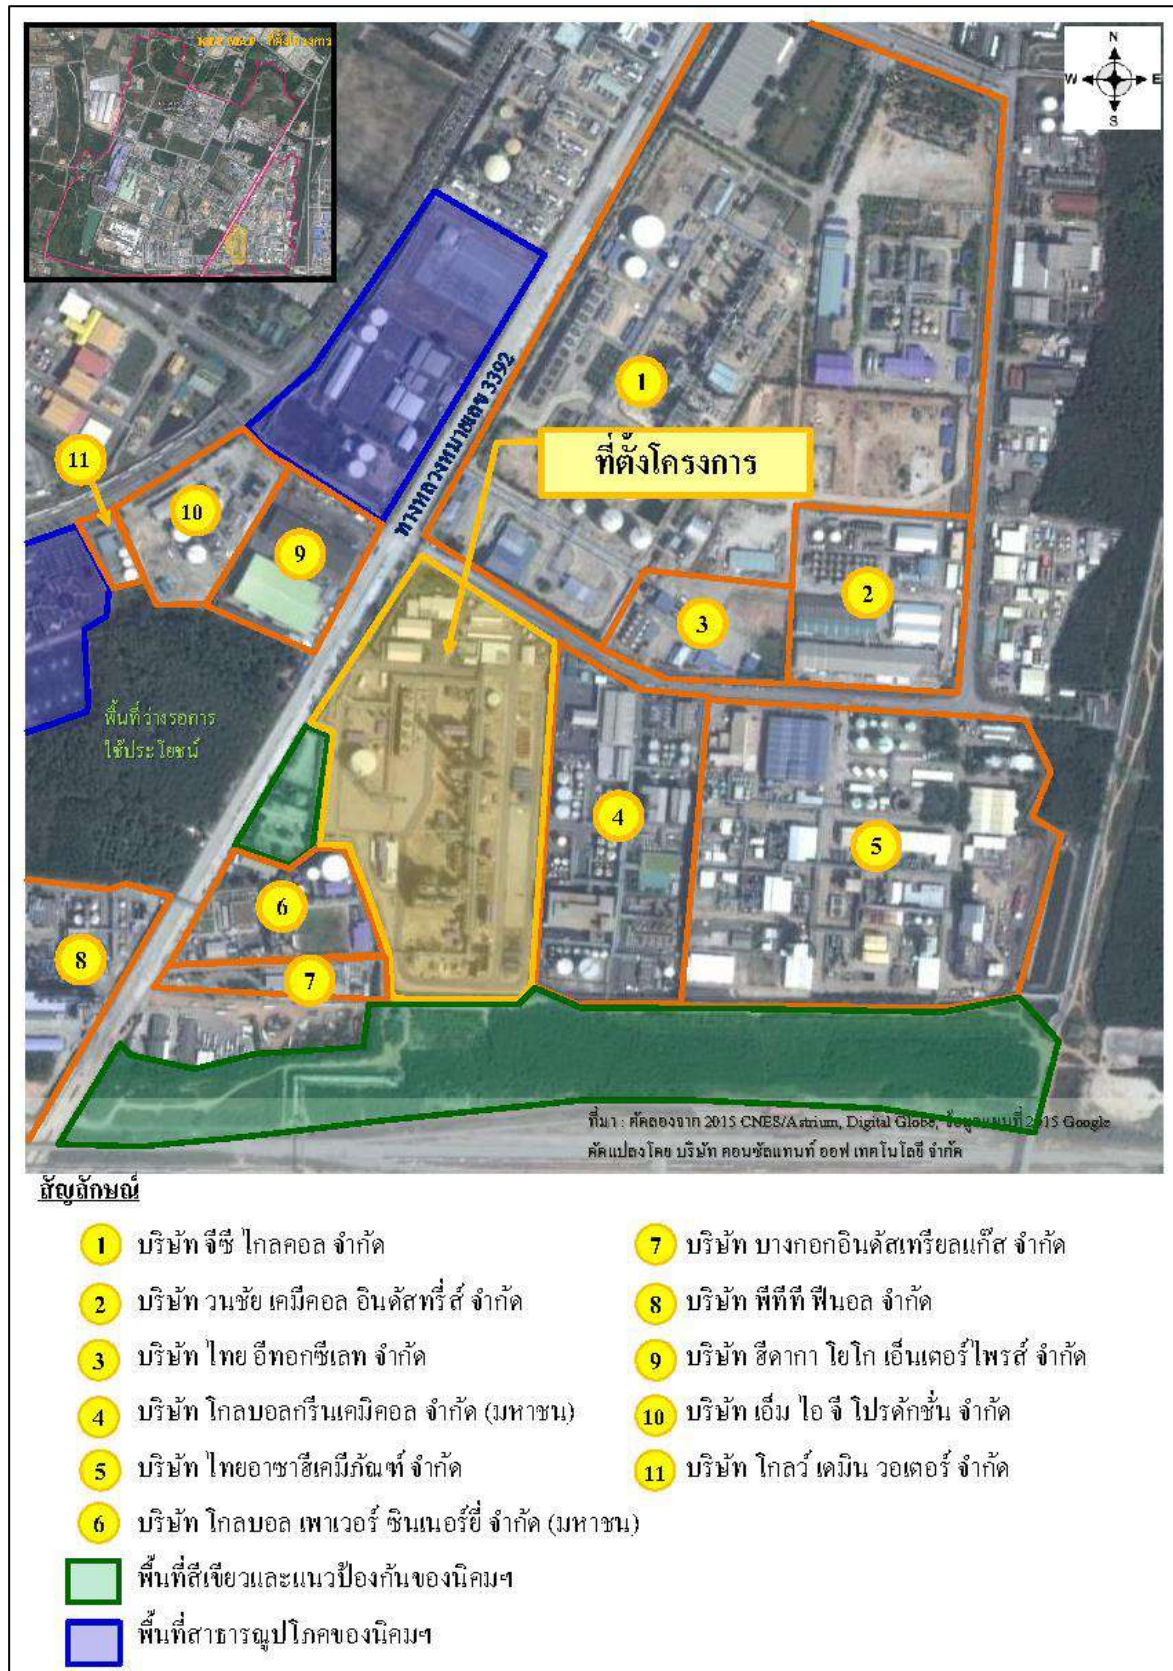 ที่ตั้งโครงการ
N
W E
S
ทางหลวงหมายเลข 3392
1
ที่ตั้งโครงการ
11
10
9
2
3
พื้นที่ว่างรอการ
ใช้ประโยชน์
4
5
6
8
7
ที่มา : คัดลองจาก 2015 CNES/Astrium, Digital Globe, ข้อมูลแผนที่ 2015 Google
ดัดแปลงโดย บริษัท คอนซัลแทนท์ ออฟ เทคโนโลยี จำกัด
สัญลักษณ์
1 บริษัท จีซี ไกลคอล จำกัด
2 บริษัท วนชัย เคมีคอล อินดัสทรี่ส์ จำกัด
3 บริษัท ไทย อีทอกซีเลท จำกัด
4 บริษัท โกลบอลกรีนเคมิคอล จำกัด (มหาชน)
5 บริษัท ไทยอาซาฮีเคมีภัณฑ์ จำกัด
6 บริษัท โกลบอล เพาเวอร์ ซินเนอร์ยี่ จำกัด (มหาชน)
7 บริษัท บางกอกอินดัสเทรียลแก๊ส จำกัด
8 บริษัท พีทีที ฟีนอล จำกัด
9 บริษัท ฮีดากา โยโก เอ็นเตอร์ไพรส์ จำกัด
10 บริษัท เอ็ม ไอ จี โปรดักชั่น จำกัด
11 บริษัท โกลว์ เดมิน วอเตอร์ จำกัด
พื้นที่สีเขียวและแนวป้องกันของนิคมฯ
พื้นที่สาธารณูปโภคของนิคมฯ